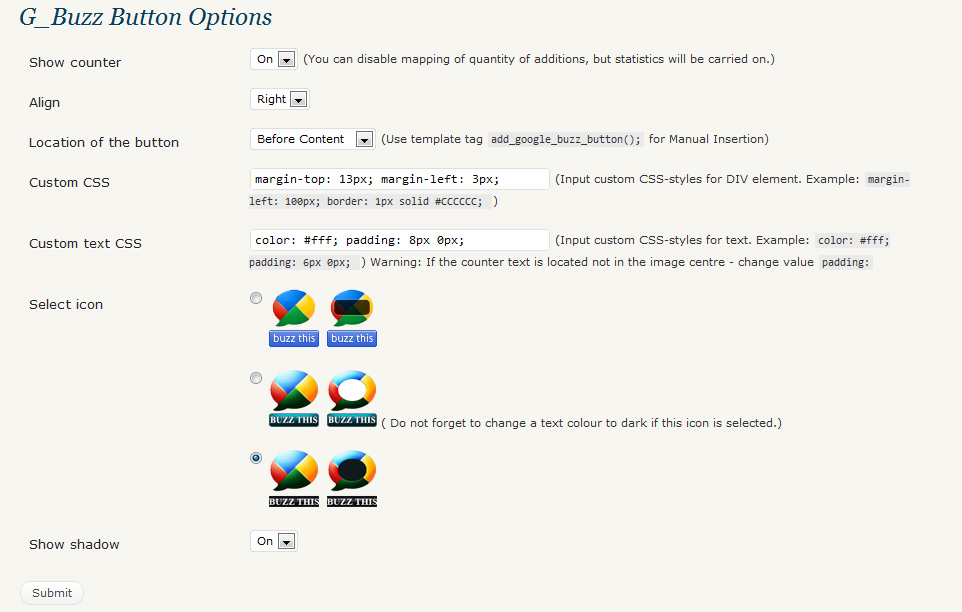 G_Buzz Button Options
Show counter On (You can disable mapping of quantity of additions, but statistics will be carried on.)
Align Right
Location of the button Before Content (Use template tag add_google_buzz_button(); for Manual Insertion)
Custom CSS margin-top: 13px; margin-left: 3px; (Input custom CSS-styles for DIV element. Example: margin-
left: 100px; border: 1px solid #CCCCCC; )
Custom text CSS color: #fff; padding: 8px 0px; (Input custom CSS-styles for text. Example: color: #fff;
padding: 6px 0px; ) Warning: If the counter text is located not in the image centre - change value padding:
Select icon
buzz this buzz this
BUZZ THIS BUZZ THIS ( Do not forget to change a text colour to dark if this icon is selected.)
BUZZ THIS BUZZ THIS
Show shadow On
Submit